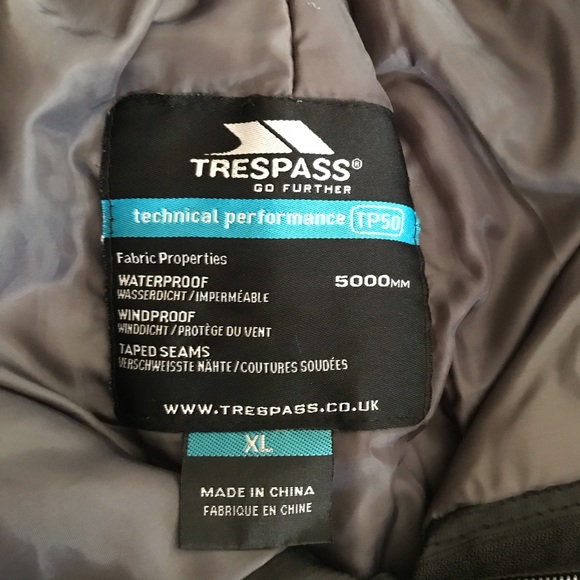 TRESPASS®
GO FURTHER
technical performance TP50
Fabric Properties
WATERPROOF 5000MM
WASSERDICHT/IMPERMÉABLE
WINDPROOF
WINDDICHT/PROTÈGE DU VENT
TAPED SEAMS
VERSCHWEISSTE NÄHTE/COUTURES SOUDÉES
WWW.TRESPASS.CO.UK
XL
MADE IN CHINA
FABRIQUE EN CHINE